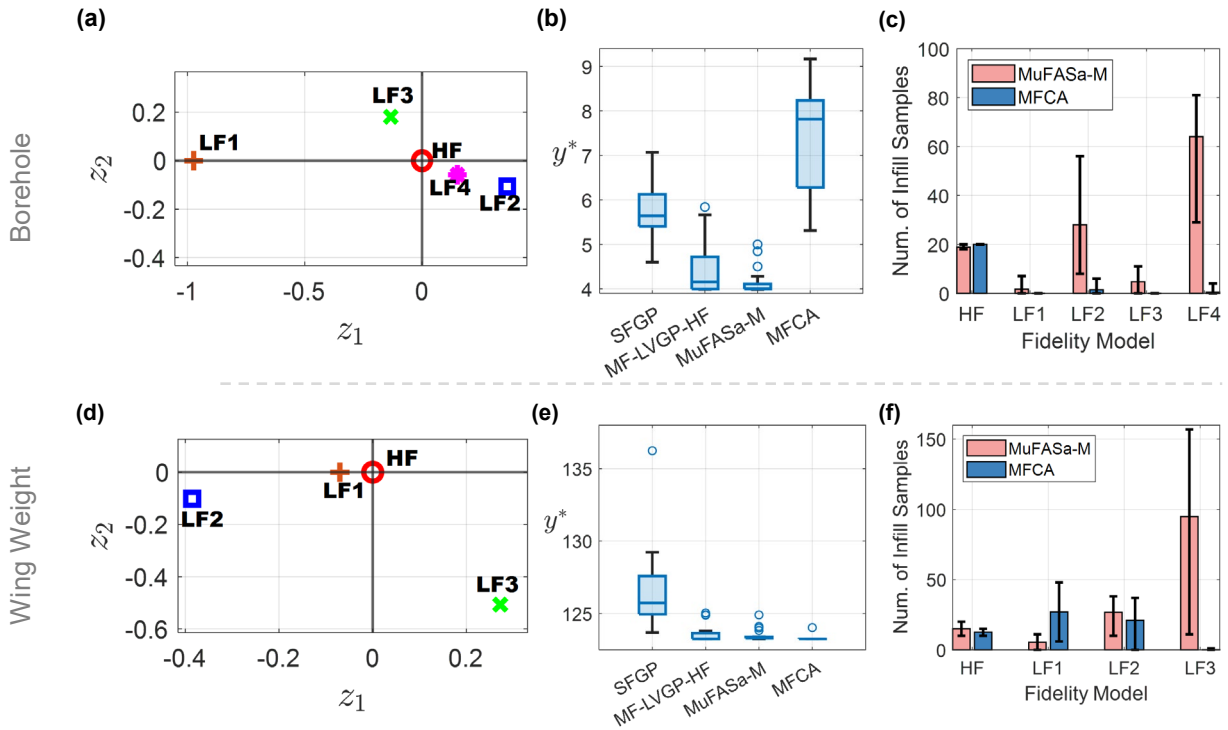 (a)
(b)
(c)
Borehole
0.2
0
-0.2
-0.4
z₂
-1
-0.5
0
z₁
LF3
LF1
HF
LF4
LF2
9
8
7
6
5
4
y*
SFGP
MF-LVGP-HF
MuFASa-M
MFCA
100
80
60
40
20
0
Num. of Infill Samples
MuFASa-M
MFCA
HF LF1 LF2 LF3 LF4
Fidelity Model
(d)
(e)
(f)
Wing Weight
0
-0.2
-0.4
-0.6
z₂
-0.4
-0.2
0
0.2
z₁
HF
LF1
LF2
LF3
135
130
125
y*
SFGP
MF-LVGP-HF
MuFASa-M
MFCA
150
100
50
0
Num. of Infill Samples
MuFASa-M
MFCA
HF LF1 LF2 LF3
Fidelity Model